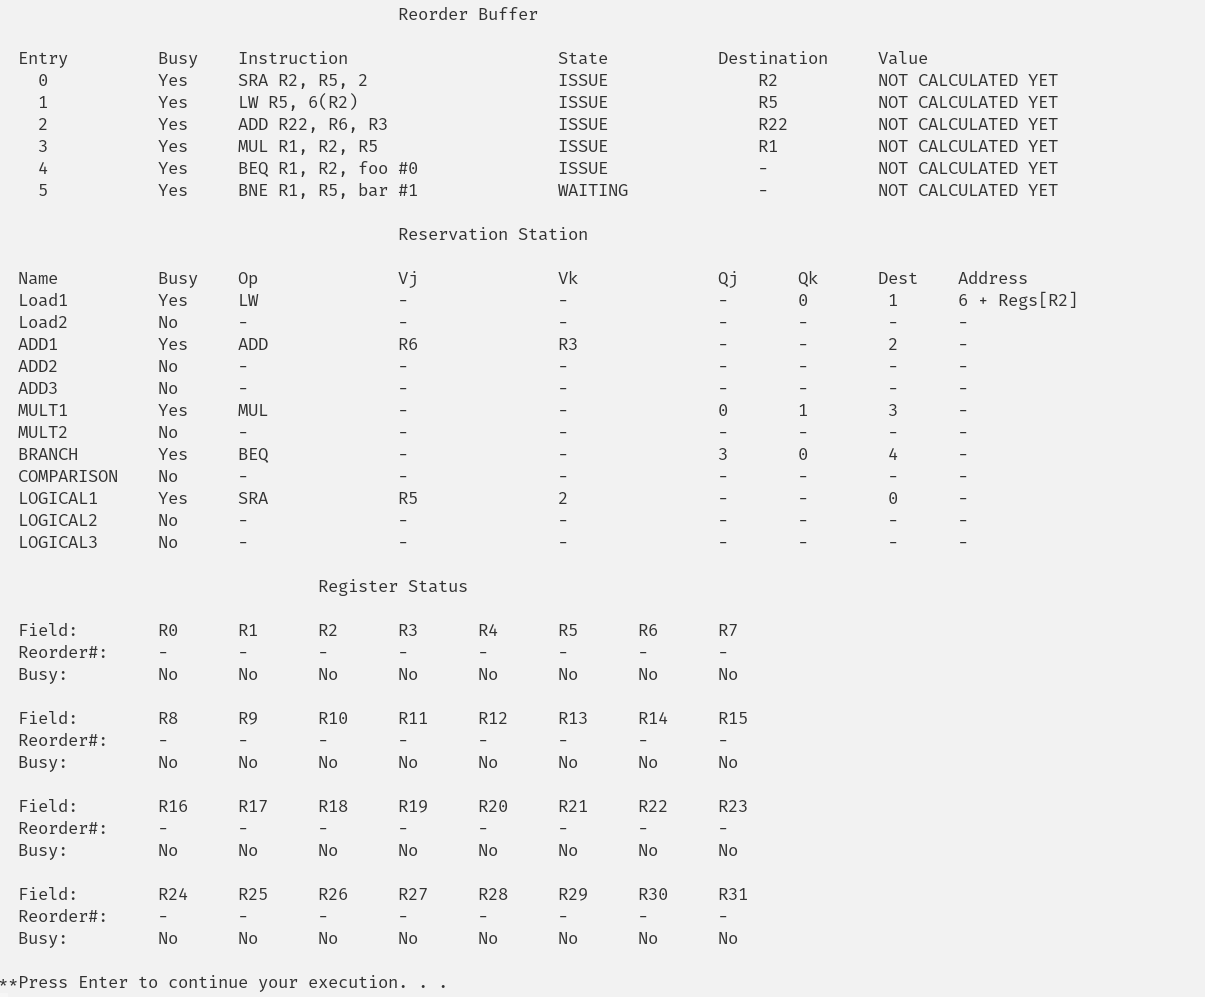 Reorder Buffer
Entry Busy Instruction State Destination Value
0 Yes SRA R2, R5, 2 ISSUE R2 NOT CALCULATED YET
1 Yes LW R5, 6(R2) ISSUE R5 NOT CALCULATED YET
2 Yes ADD R22, R6, R3 ISSUE R22 NOT CALCULATED YET
3 Yes MUL R1, R2, R5 ISSUE R1 NOT CALCULATED YET
4 Yes BEQ R1, R2, foo #0 ISSUE - NOT CALCULATED YET
5 Yes BNE R1, R5, bar #1 WAITING - NOT CALCULATED YET
Reservation Station
Name Busy Op Vj Vk Qj Qk Dest Address
Load1 Yes LW - - - 0 1 6 + Regs[R2]
Load2 No - - - - - - -
ADD1 Yes ADD R6 R3 - - 2 -
ADD2 No - - - - - - -
ADD3 No - - - - - - -
MULT1 Yes MUL - - 0 1 3 -
MULT2 No - - - - - - -
BRANCH Yes BEQ - - 3 0 4 -
COMPARISON No - - - - - - -
LOGICAL1 Yes SRA R5 2 - - 0 -
LOGICAL2 No - - - - - - -
LOGICAL3 No - - - - - - -
Register Status
Field: R0 R1 R2 R3 R4 R5 R6 R7
Reorder#: - - - - - - - -
Busy: No No No No No No No No
Field: R8 R9 R10 R11 R12 R13 R14 R15
Reorder#: - - - - - - - -
Busy: No No No No No No No No
Field: R16 R17 R18 R19 R20 R21 R22 R23
Reorder#: - - - - - - - -
Busy: No No No No No No No No
Field: R24 R25 R26 R27 R28 R29 R30 R31
Reorder#: - - - - - - - -
Busy: No No No No No No No No
**Press Enter to continue your execution. . .